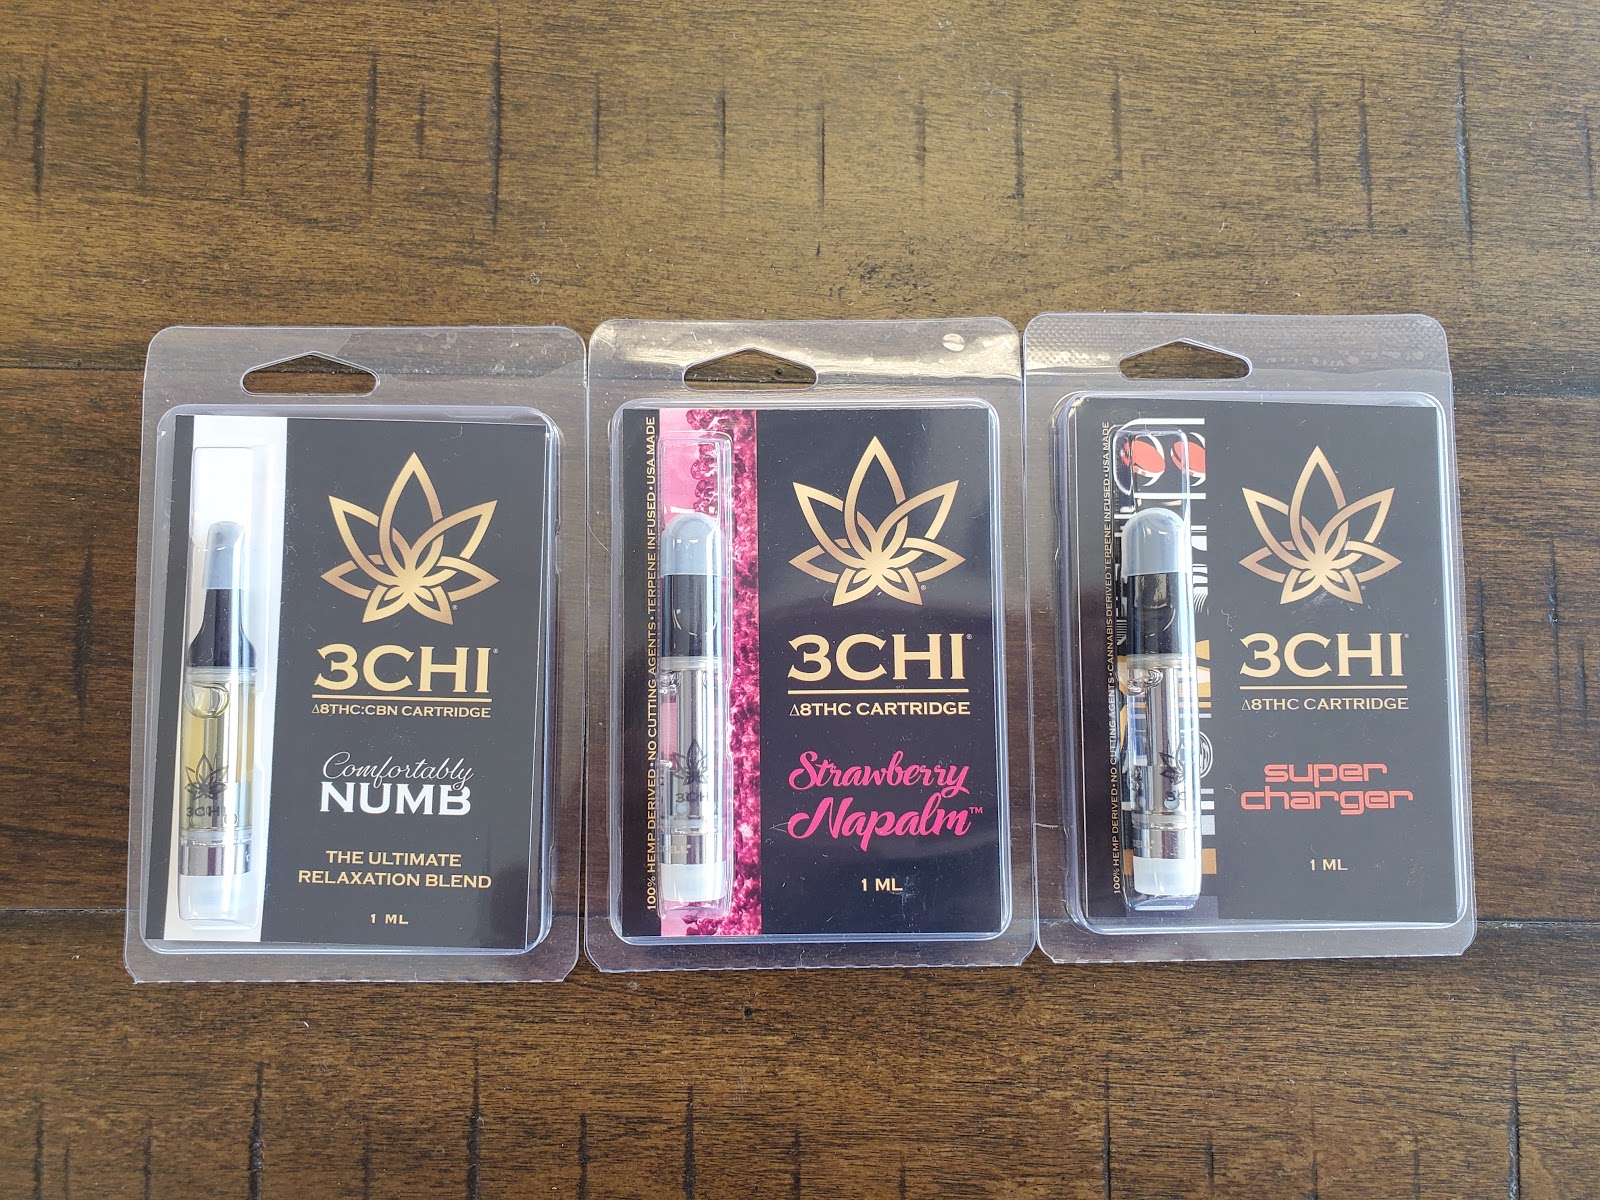 3CHI
Δ8THC:CBN CARTRIDGE
Comfortably
NUMB
THE ULTIMATE
RELAXATION BLEND
1 ML
3CHI
100% HEMP DERIVED • NO CUTTING AGENTS • TERPENE INFUSED • USA MADE
3CHI
Δ8THC CARTRIDGE
Strawberry
Napalm™
1 ML
3CH
100% HEMP DERIVED • NO CUTTING AGENTS • CANNABIS DERIVED TERPENE INFUSED • USA MADE
3CHI
Δ8THC CARTRIDGE
super
charger
1 ML